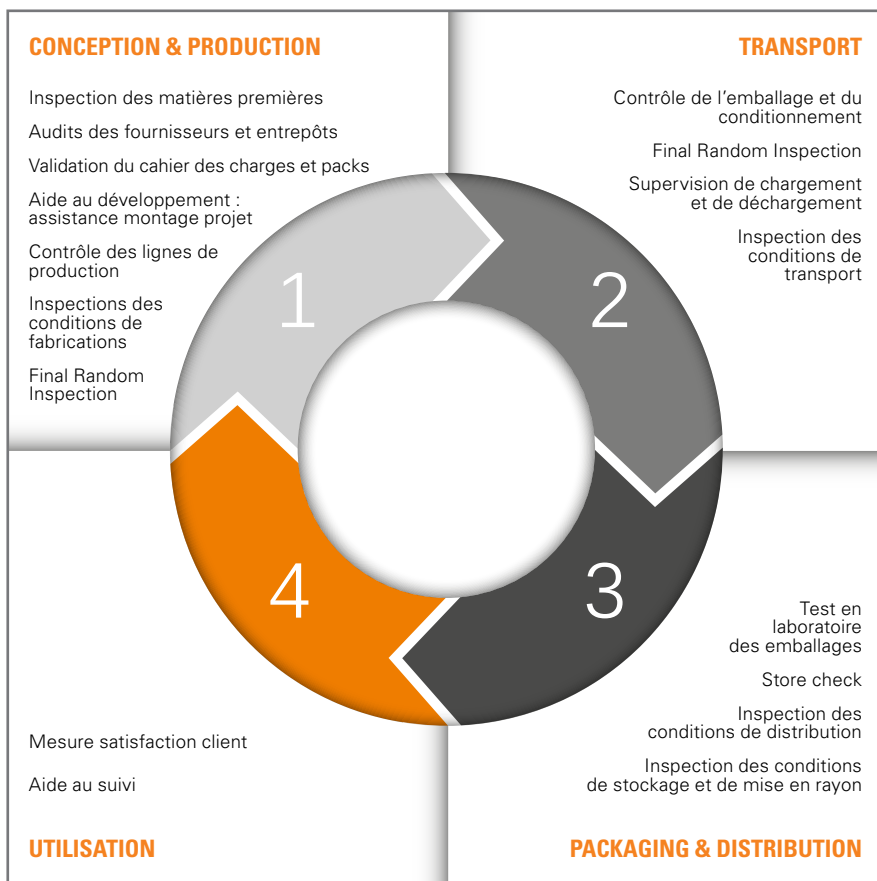 CONCEPTION & PRODUCTION
Inspection des matières premières
Audits des fournisseurs et entrepôts
Validation du cahier des charges et packs
Aide au développement :
assistance montage projet
Contrôle des lignes de
production
Inspections des
conditions de
fabrications
Final Random
Inspection
1
TRANSPORT
Contrôle de l’emballage et du
conditionnement
Final Random Inspection
Supervision de chargement
et de déchargement
Inspection des
conditions de
transport
2
3
Test en
laboratoire
des emballages
Store check
Inspection des
conditions de distribution
Inspection des conditions
de stockage et de mise en rayon
PACKAGING & DISTRIBUTION
4
Mesure satisfaction client
Aide au suivi
UTILISATION